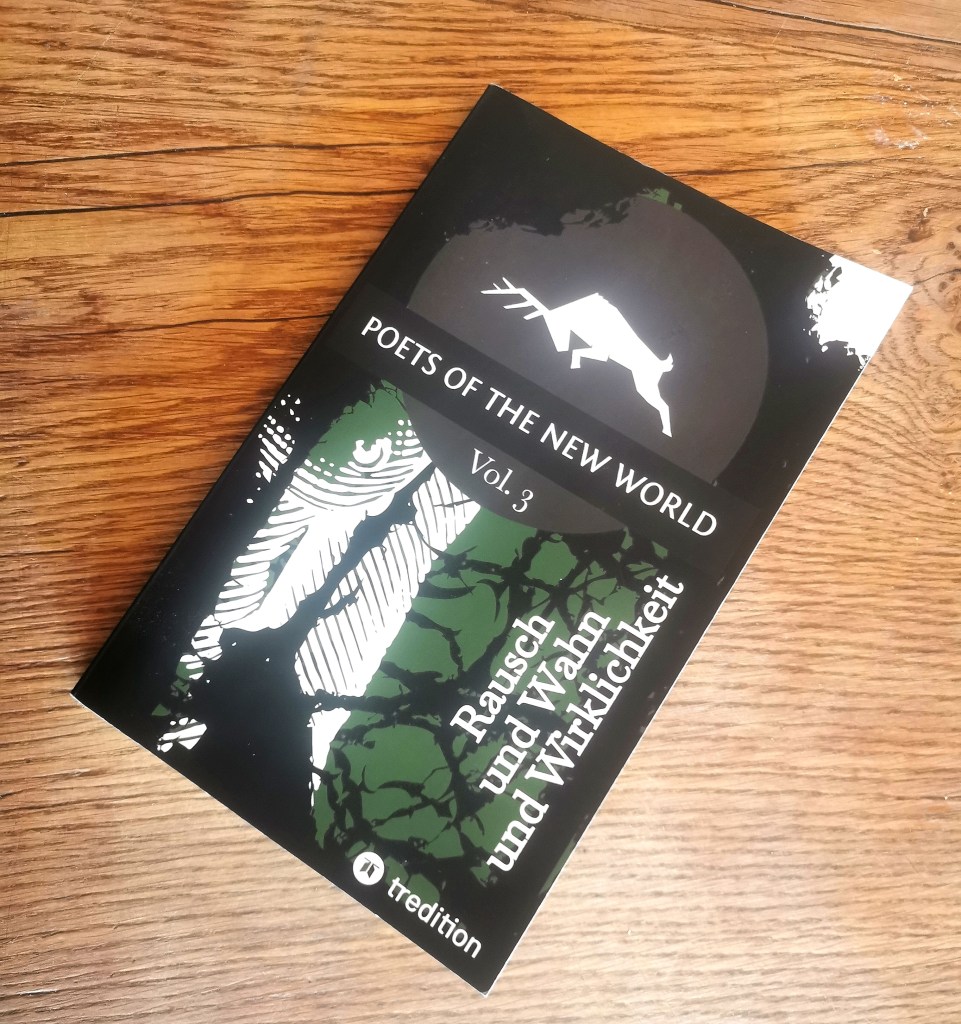 POETS OF THE NEW WORLD
Vol. 3
Rausch
und Wahn
und Wirklichkeit
tredition